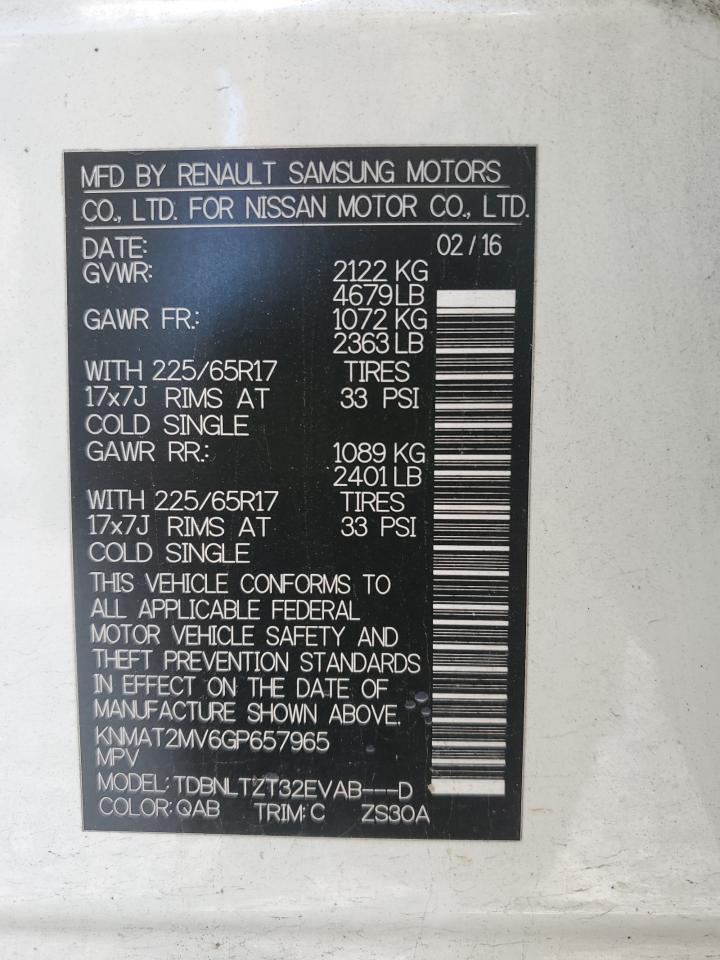 MFD BY RENAULT SAMSUNG MOTORS
CO., LTD. FOR NISSAN MOTOR CO., LTD.
DATE: 02 / 16
GVWR: 2122 KG
4679 LB
GAWR FR.: 1072 KG
2363 LB
WITH 225/65R17 TIRES
17x7J RIMS AT 33 PSI
COLD SINGLE
GAWR RR.: 1089 KG
2401 LB
WITH 225/65R17 TIRES
17x7J RIMS AT 33 PSI
COLD SINGLE
THIS VEHICLE CONFORMS TO
ALL APPLICABLE FEDERAL
MOTOR VEHICLE SAFETY AND
THEFT PREVENTION STANDARDS
IN EFFECT ON THE DATE OF
MANUFACTURE SHOWN ABOVE.
KNMAT2MV6GP657965
MPV
MODEL: TDBNLTZT32EVAB---D
COLOR: QAB TRIM: C ZS30A